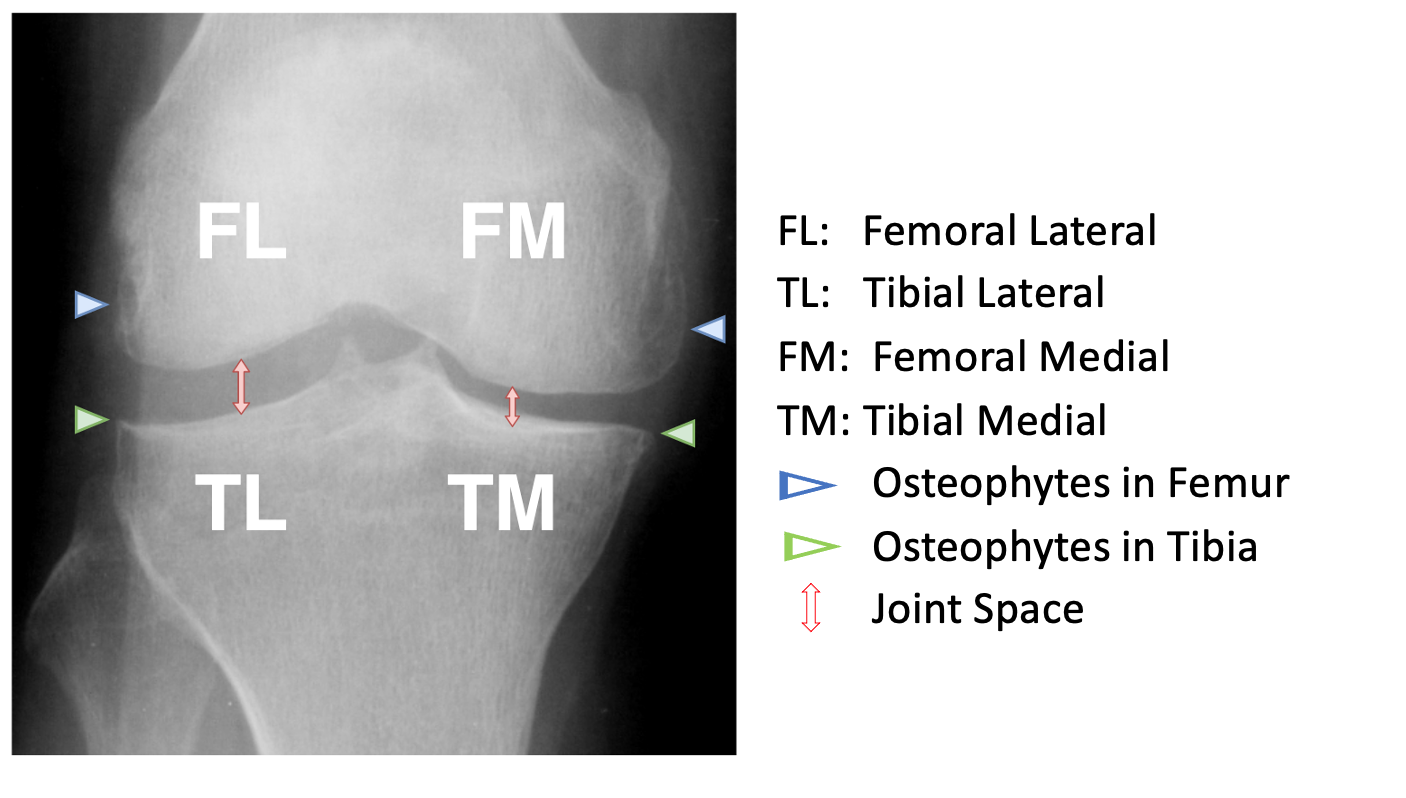 FL FM
TL TM
FL: Femoral Lateral
TL: Tibial Lateral
FM: Femoral Medial
TM: Tibial Medial
Osteophytes in Femur
Osteophytes in Tibia
Joint Space